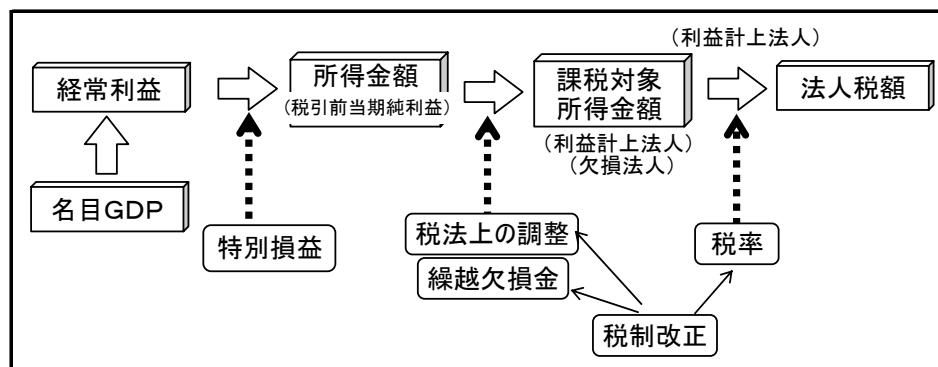 (利益計上法人)
経常利益
所得金額
(税引前当期純利益)
課税対象
所得金額
法人税額
(利益計上法人)
(欠損法人)
名目GDP
特別損益
税法上の調整
税率
繰越欠損金
税制改正